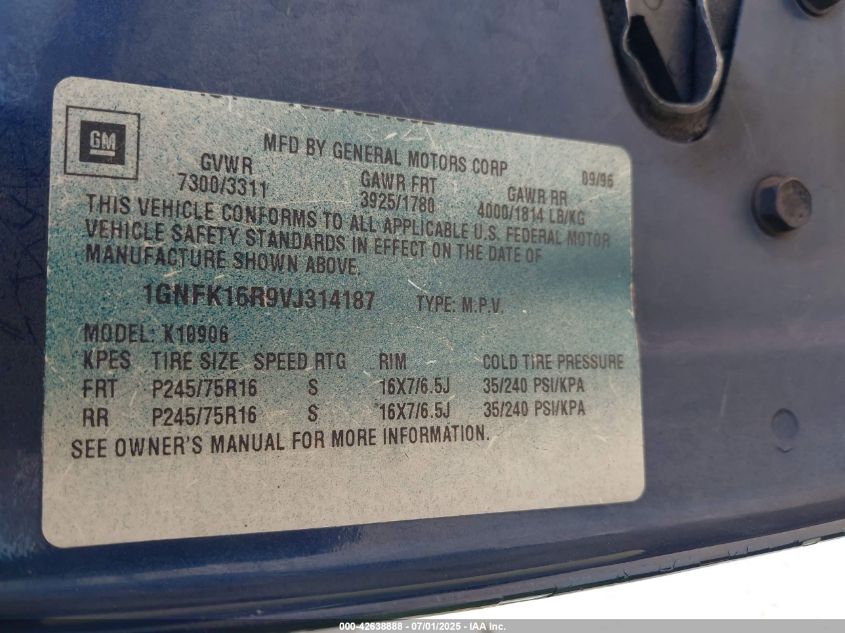 GM
MFD BY GENERAL MOTORS CORP 09/96
GVWR GAWR FRT GAWR RR
7300/3311 3925/1780 4000/1814 LB/KG
THIS VEHICLE CONFORMS TO ALL APPLICABLE U.S. FEDERAL MOTOR
VEHICLE SAFETY STANDARDS IN EFFECT ON THE DATE OF
MANUFACTURE SHOWN ABOVE.
1GNFK16R9VJ314187 TYPE: M.P.V.
MODEL: K10906
KPES TIRE SIZE SPEED RTG RIM COLD TIRE PRESSURE
FRT P245/75R16 S 16X7/6.5J 35/240 PSI/KPA
RR P245/75R16 S 16X7/6.5J 35/240 PSI/KPA
SEE OWNER'S MANUAL FOR MORE INFORMATION.
000-42638888 - 07/01/2025 - IAA, Inc.